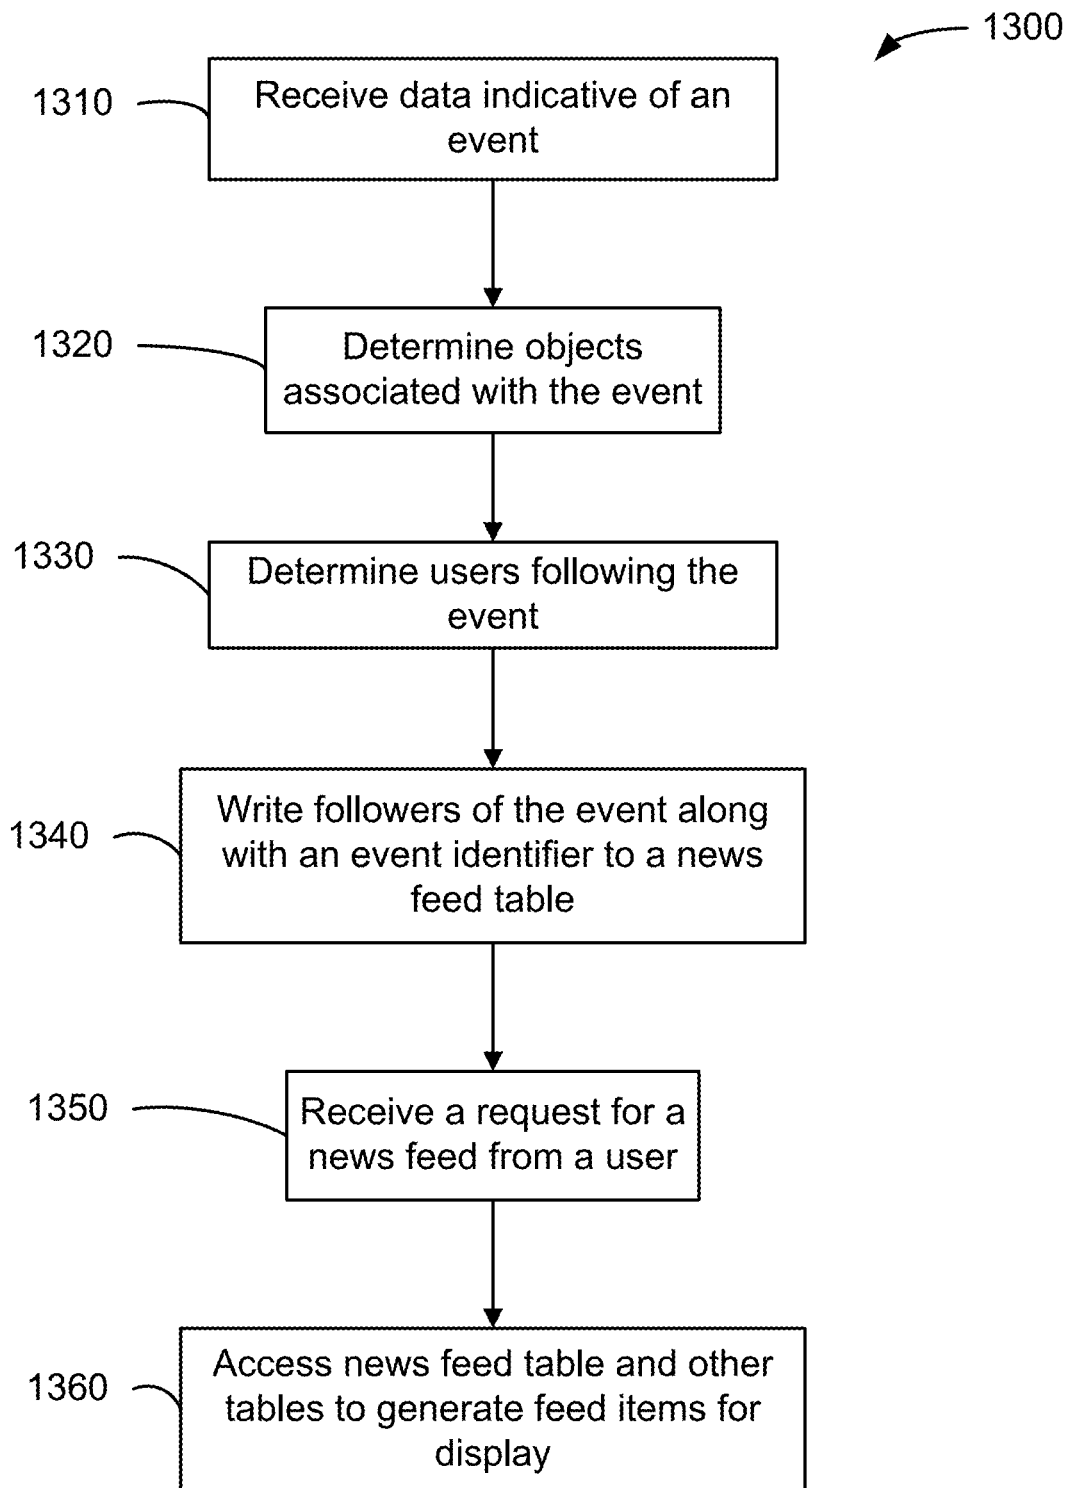 1300
1310
Receive data indicative of an
event
1320
Determine objects
associated with the event
1330
Determine users following the
event
1340
Write followers of the event along
with an event identifier to a news
feed table
1350
Receive a request for a
news feed from a user
1360
Access news feed table and other
tables to generate feed items for
display